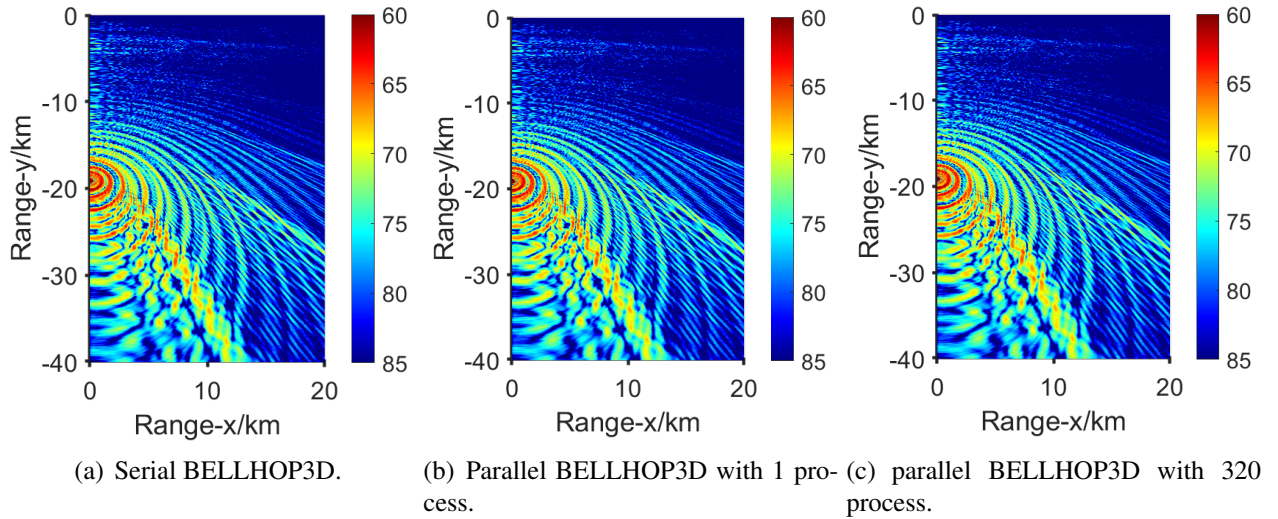 0
-10
-20
-30
-40
Range-y/km
0 10 20
Range-x/km
60
65
70
75
80
85
(a) Serial BELLHOP3D.
0
-10
-20
-30
-40
Range-y/km
0 10 20
Range-x/km
60
65
70
75
80
85
(b) Parallel BELLHOP3D with 1 pro-
cess.
0
-10
-20
-30
-40
Range-y/km
0 10 20
Range-x/km
60
65
70
75
80
85
(c) parallel BELLHOP3D with 320
process.